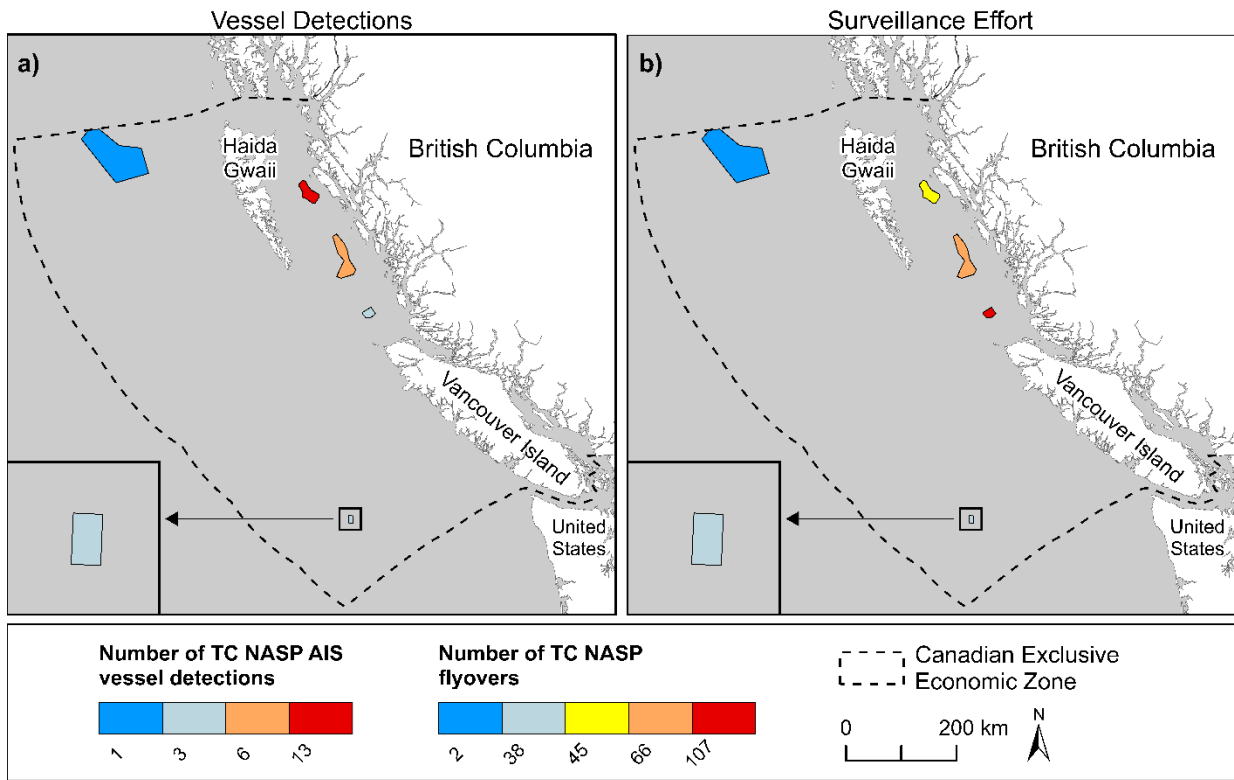 Vessel Detections
Surveillance Effort
a)
Haida
Gwaii
British Columbia
Vancouver Island
United
States
b)
Haida
Gwaii
British Columbia
Vancouver Island
United
States
Number of TC NASP AIS
vessel detections
1 3 6 13
Number of TC NASP
flyovers
2 38 45 66 107
Canadian Exclusive
Economic Zone
0 200 km
N